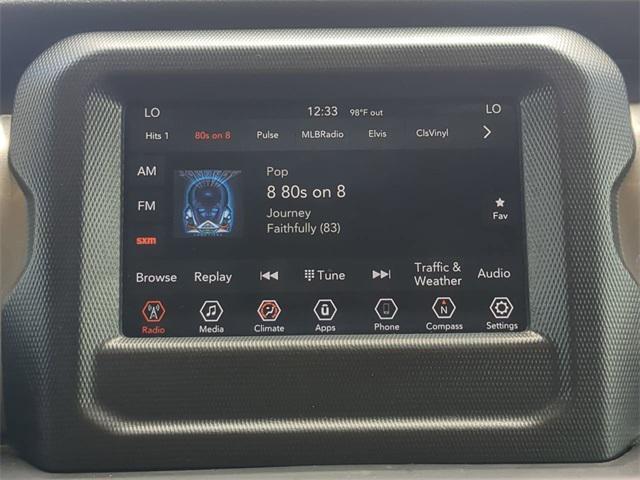 LO 12:33 98°F out LO
Hits 1 80s on 8 Pulse MLBRadio Elvis ClsVinyl
AM
FM
sxm
Pop
8 80s on 8
Journey
Faithfully (83)
Fav
Browse Replay Tune Traffic & Weather Audio
Radio Media Climate Apps Phone Compass Settings
N